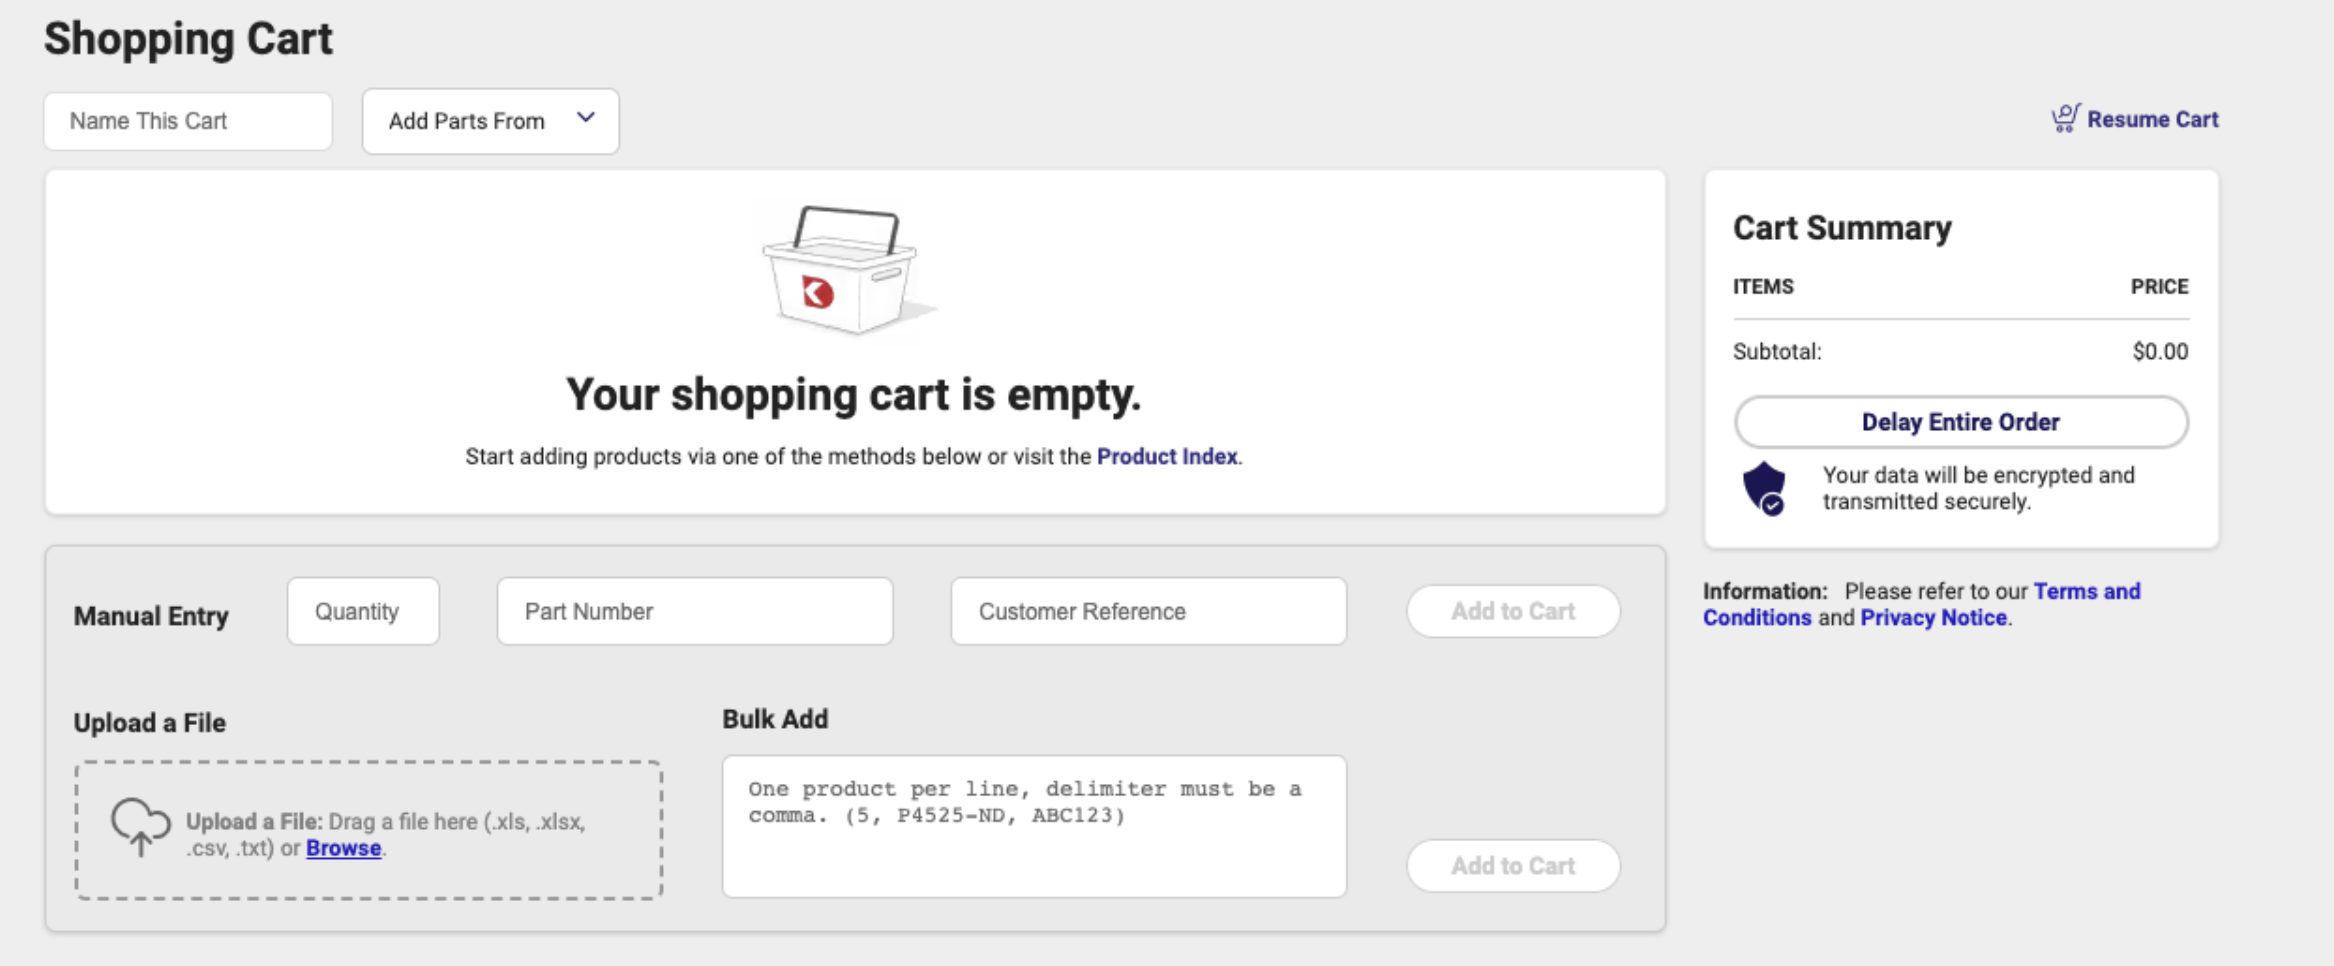 Shopping Cart
Name This Cart
Add Parts From
Resume Cart
Your shopping cart is empty.
Start adding products via one of the methods below or visit the Product Index.
Cart Summary
ITEMS PRICE
Subtotal: $0.00
Delay Entire Order
Your data will be encrypted and
transmitted securely.
Information: Please refer to our Terms and
Conditions and Privacy Notice.
Manual Entry
Quantity
Part Number
Customer Reference
Add to Cart
Upload a File
Upload a File: Drag a file here (.xls, .xlsx,
.csv, .txt) or Browse.
Bulk Add
One product per line, delimiter must be a
comma. (5, P4525-ND, ABC123)
Add to Cart